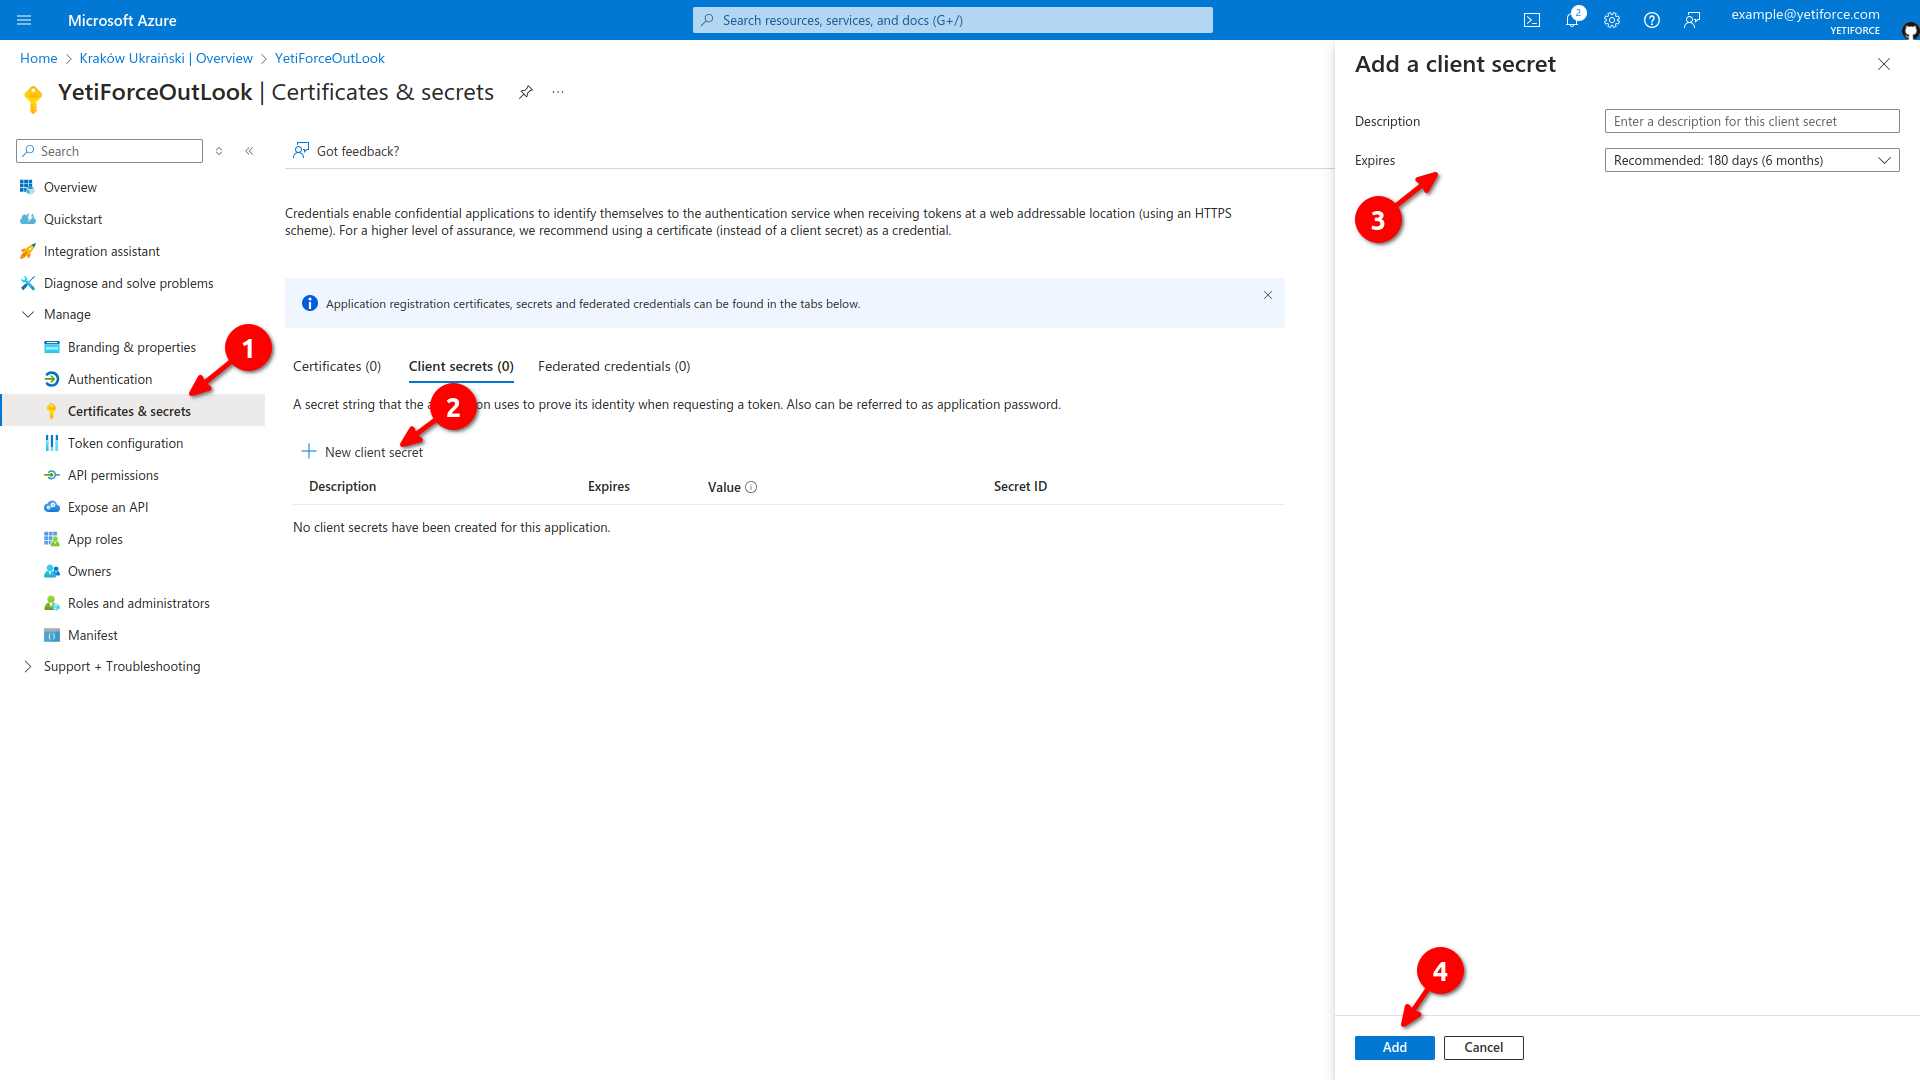 Microsoft Azure
Search resources, services, and docs (G+/)
2
example@yetiforce.com
YETIFORCE
Home > Kraków Ukraiński | Overview > YetiForceOutLook
YetiForceOutLook | Certificates & secrets
Search
Overview
Quickstart
Integration assistant
Diagnose and solve problems
Manage
Branding & properties
Authentication
Certificates & secrets
Token configuration
API permissions
Expose an API
App roles
Owners
Roles and administrators
Manifest
Support + Troubleshooting
1
Got feedback?
Credentials enable confidential applications to identify themselves to the authentication service when receiving tokens at a web addressable location (using an HTTPS
scheme). For a higher level of assurance, we recommend using a certificate (instead of a client secret) as a credential.
Application registration certificates, secrets and federated credentials can be found in the tabs below.
Certificates (0) Client secrets (0) Federated credentials (0)
A secret string that the a on uses to prove its identity when requesting a token. Also can be referred to as application password.
2
New client secret
Description Expires Value Secret ID
No client secrets have been created for this application.
Add a client secret
Description Enter a description for this client secret
Expires Recommended: 180 days (6 months)
3
4
Add Cancel